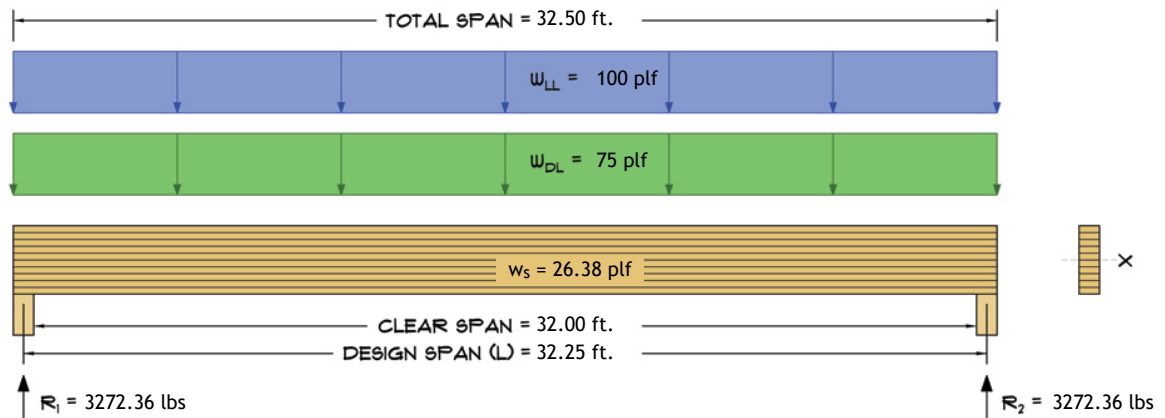 TOTAL SPAN = 32.50 ft.
wLL = 100 plf
wDL = 75 plf
ws = 26.38 plf
X
CLEAR SPAN = 32.00 ft.
DESIGN SPAN (L) = 32.25 ft.
R1 = 3272.36 lbs
R2 = 3272.36 lbs